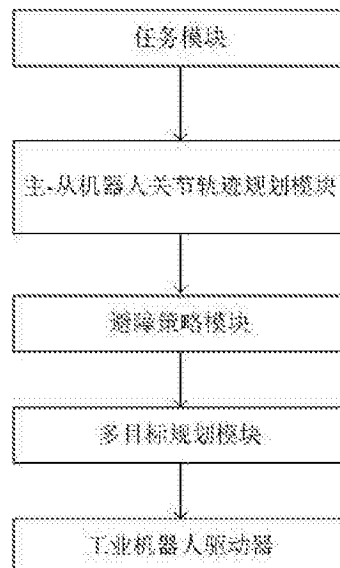 任务模块
主-从机器人关节轨迹规划模块
避障策略模块
多目标规划模块
工业机器人驱动器